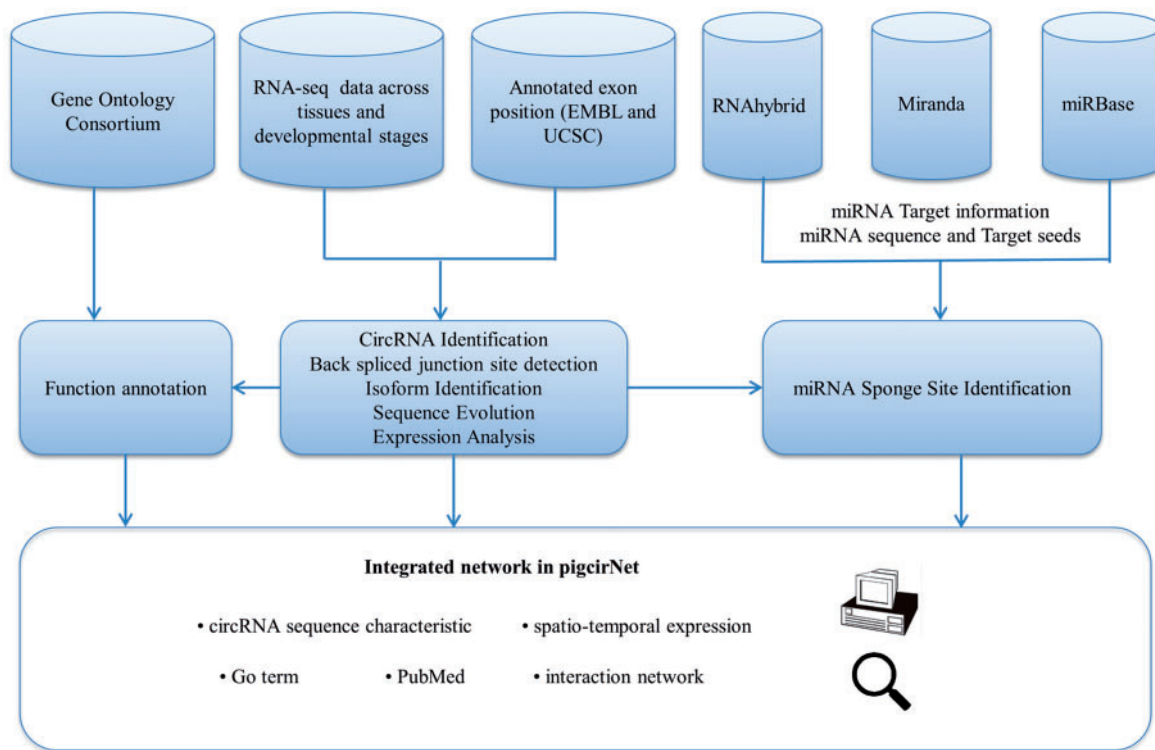 Gene Ontology
Consortium
RNA-seq data across
tissues and
developmental stages
Annotated exon
position (EMBL and
UCSC)
RNAhybrid
Miranda
miRBase
miRNA Target information
miRNA sequence and Target seeds
Function annotation
CircRNA Identification
Back spliced junction site detection
Isoform Identification
Sequence Evolution
Expression Analysis
miRNA Sponge Site Identification
Integrated network in pigcirNet
• circRNA sequence characteristic
• spatio-temporal expression
• Go term
• PubMed
• interaction network